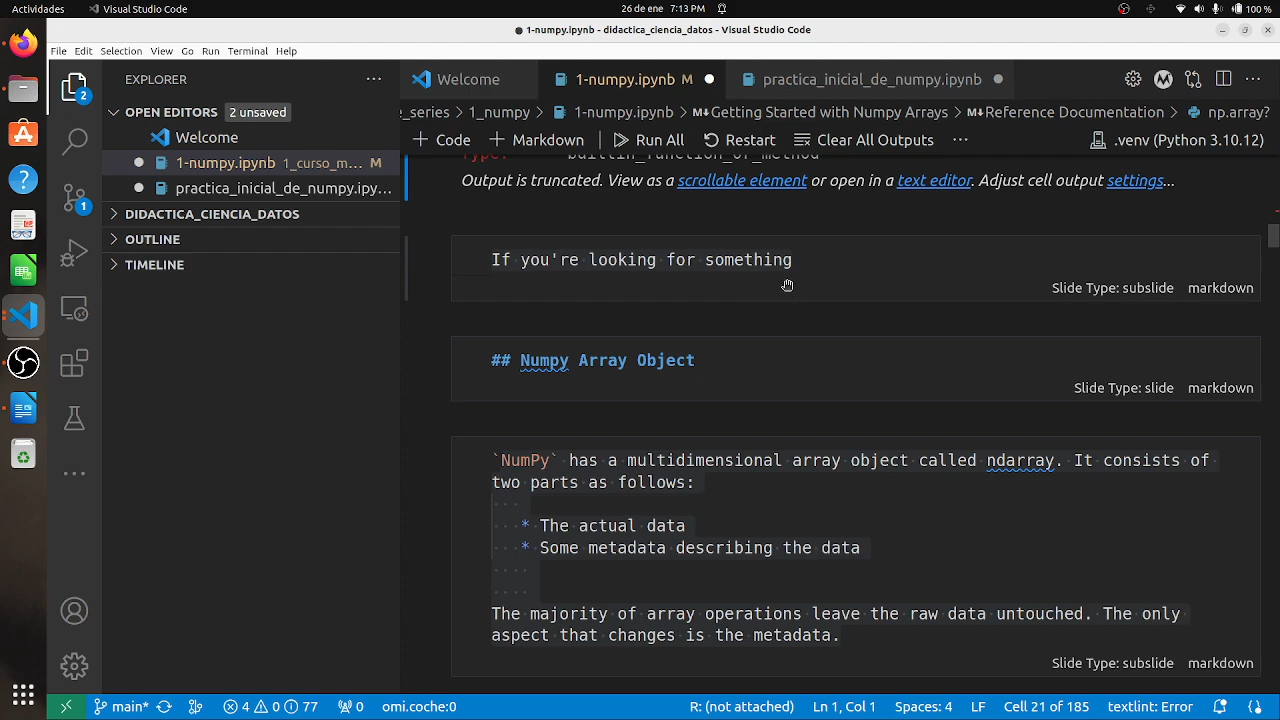 Actividades
Visual Studio Code
26 de ene 7:13 PM
100 %
1-numpy.ipynb - didactica_ciencia_datos - Visual Studio Code
File Edit Selection View Go Run Terminal Help
EXPLORER
Welcome
1-numpy.ipynb M
practica_inicial_de_numpy.ipynb
OPEN EDITORS 2 unsaved
e_series > 1_numpy > 1-numpy.ipynb > Getting Started with Numpy Arrays > Reference Documentation > np.array?
Welcome
+ Code + Markdown Run All Restart Clear All Outputs ... .venv (Python 3.10.12)
1-numpy.ipynb 1_curso_m... M
practica_inicial_de_numpy.ipy...
DIDACTICA_CIENCIA_DATOS
OUTLINE
TIMELINE
Type: builtin_function_or_method
Output is truncated. View as a scrollable element or open in a text editor. Adjust cell output settings...
If you're looking for something
Slide Type: subslide markdown
## Numpy Array Object
Slide Type: slide markdown
`NumPy` has a multidimensional array object called ndarray. It consists of
two parts as follows:
* The actual data
* Some metadata describing the data
The majority of array operations leave the raw data untouched. The only
aspect that changes is the metadata.
Slide Type: subslide markdown
2
1
main* 4 0 77 0 omi.coche:0 R: (not attached) Ln 1, Col 1 Spaces: 4 LF Cell 21 of 185 textlint: Error